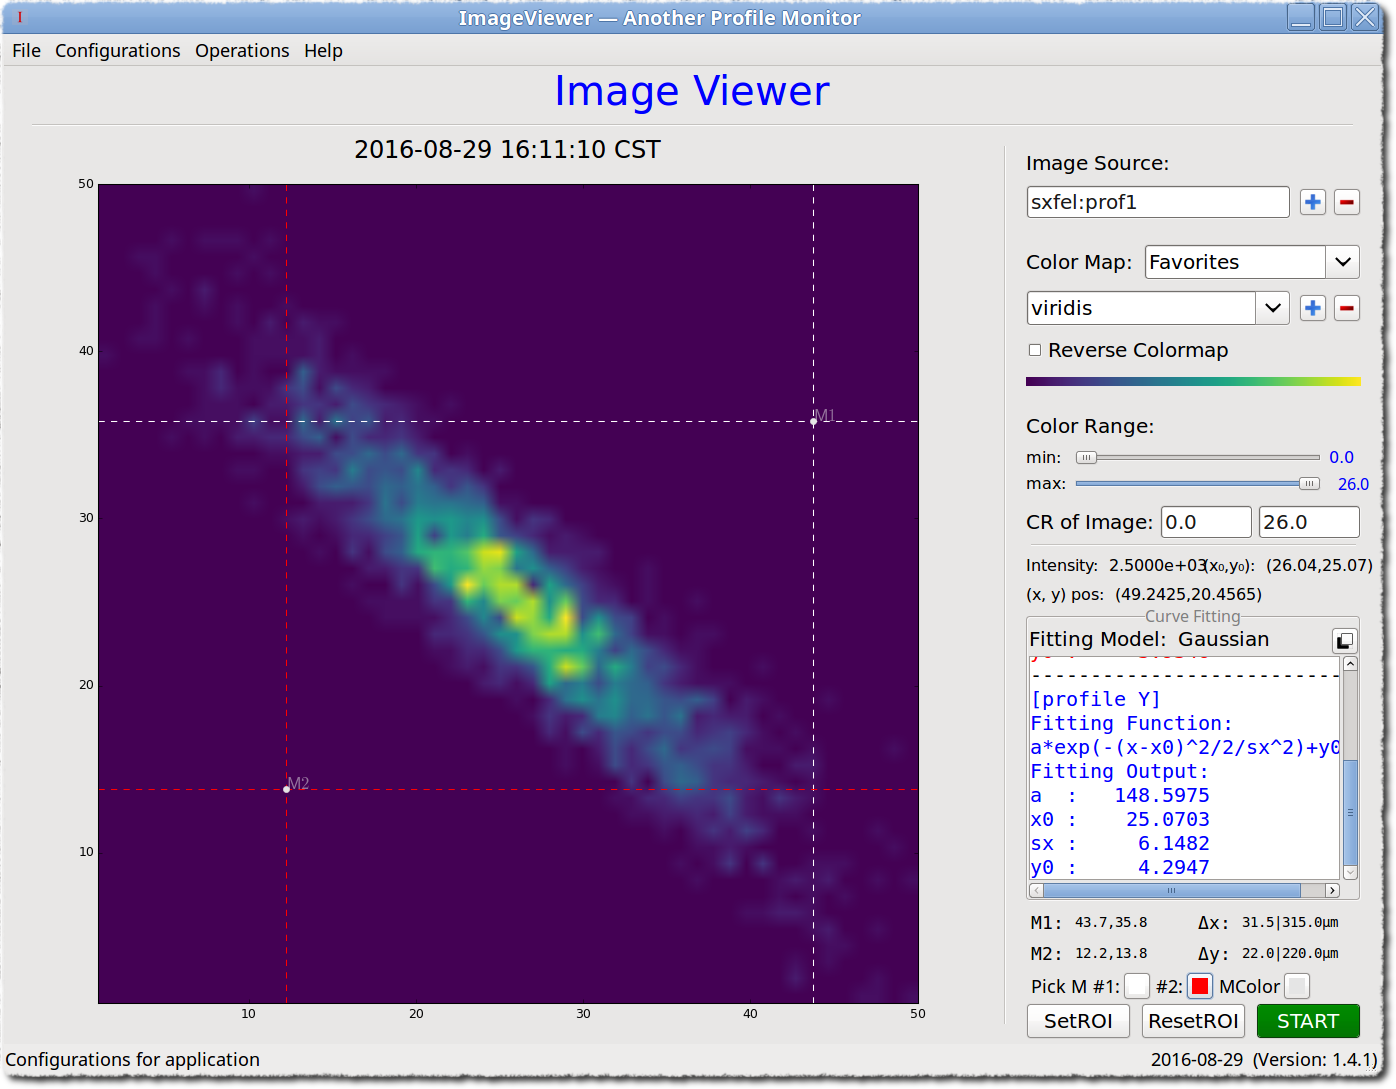 I ImageViewer — Another Profile Monitor
File Configurations Operations Help
Image Viewer
2016-08-29 16:11:10 CST
50
40
30
20
10
10 20 30 40 50
M1
M2
Image Source:
sxfel:prof1
Color Map: Favorites
viridis
Reverse Colormap
Color Range:
min: 0.0
max: 26.0
CR of Image: 0.0 26.0
Intensity: 2.5000e+03 (x₀,y₀): (26.04,25.07)
(x, y) pos: (49.2425,20.4565)
Curve Fitting
Fitting Model: Gaussian
--------------------------
[profile Y]
Fitting Function:
a*exp(-(x-x0)^2/2/sx^2)+y0
Fitting Output:
a : 148.5975
x0 : 25.0703
sx : 6.1482
y0 : 4.2947
M1: 43.7,35.8 Δx: 31.5|315.0μm
M2: 12.2,13.8 Δy: 22.0|220.0μm
Pick M #1: #2: MColor
SetROI ResetROI START
Configurations for application 2016-08-29 (Version: 1.4.1)